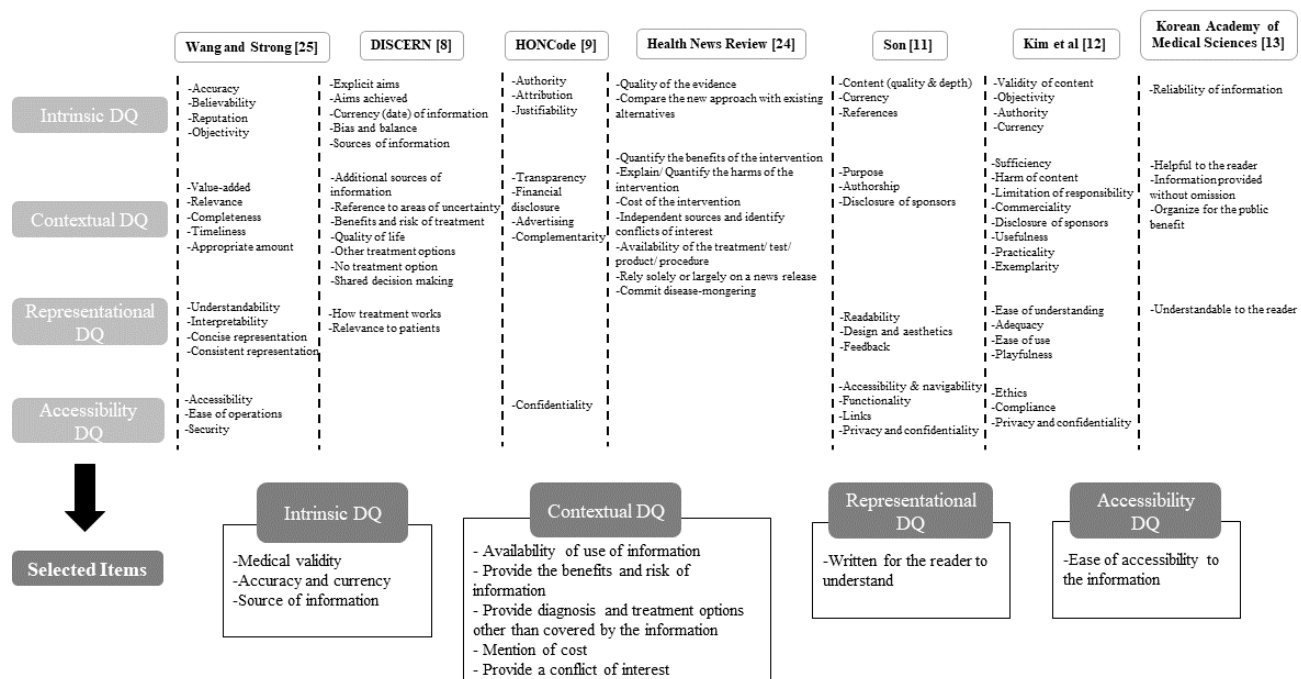 Wang and Strong [25]
DISCERN [8]
HONCode [9]
Health News Review [24]
Son [11]
Kim et al [12]
Korean Academy of
Medical Sciences [13]
Intrinsic DQ
-Accuracy
-Believability
-Reputation
-Objectivity
-Explicit aims
-Aims achieved
-Currency (date) of information
-Bias and balance
-Sources of information
-Authority
-Attribution
-Justifiability
-Quality of the evidence
-Compare the new approach with existing
alternatives
-Content (quality & depth)
-Currency
-References
-Validity of content
-Objectivity
-Authority
-Currency
-Reliability of information
Contextual DQ
-Value-added
-Relevance
-Completeness
-Timeliness
-Appropriate amount
-Additional sources of
information
-Reference to areas of uncertainty
-Benefits and risk of treatment
-Quality of life
-Other treatment options
-No treatment option
-Shared decision making
-Transparency
-Financial
disclosure
-Advertising
-Complementarity
-Quantify the benefits of the intervention
-Explain/ Quantify the harms of the
intervention
-Cost of the intervention
-Independent sources and identify
conflicts of interest
-Availability of the treatment/ test/
product/ procedure
-Rely solely or largely on a news release
-Commit disease-mongering
-Purpose
-Authorship
-Disclosure of sponsors
-Sufficiency
-Harm of content
-Limitation of responsibility
-Commerciality
-Disclosure of sponsors
-Usefulness
-Practicality
-Exemplarity
-Helpful to the reader
-Information provided
without omission
-Organize for the public
benefit
Representational
DQ
-Understandability
-Interpretability
-Concise representation
-Consistent representation
-How treatment works
-Relevance to patients
-Readability
-Design and aesthetics
-Feedback
-Ease of understanding
-Adequacy
-Ease of use
-Playfulness
-Understandable to the reader
Accessibility
DQ
-Accessibility
-Ease of operations
-Security
-Confidentiality
-Accessibility & navigability
-Functionality
-Links
-Privacy and confidentiality
-Ethics
-Compliance
-Privacy and confidentiality
Selected Items
Intrinsic DQ
-Medical validity
-Accuracy and currency
-Source of information
Contextual DQ
- Availability of use of information
- Provide the benefits and risk of
information
- Provide diagnosis and treatment options
other than covered by the information
- Mention of cost
- Provide a conflict of interest
Representational
DQ
-Written for the reader to
understand
Accessibility
DQ
-Ease of accessibility to
the information